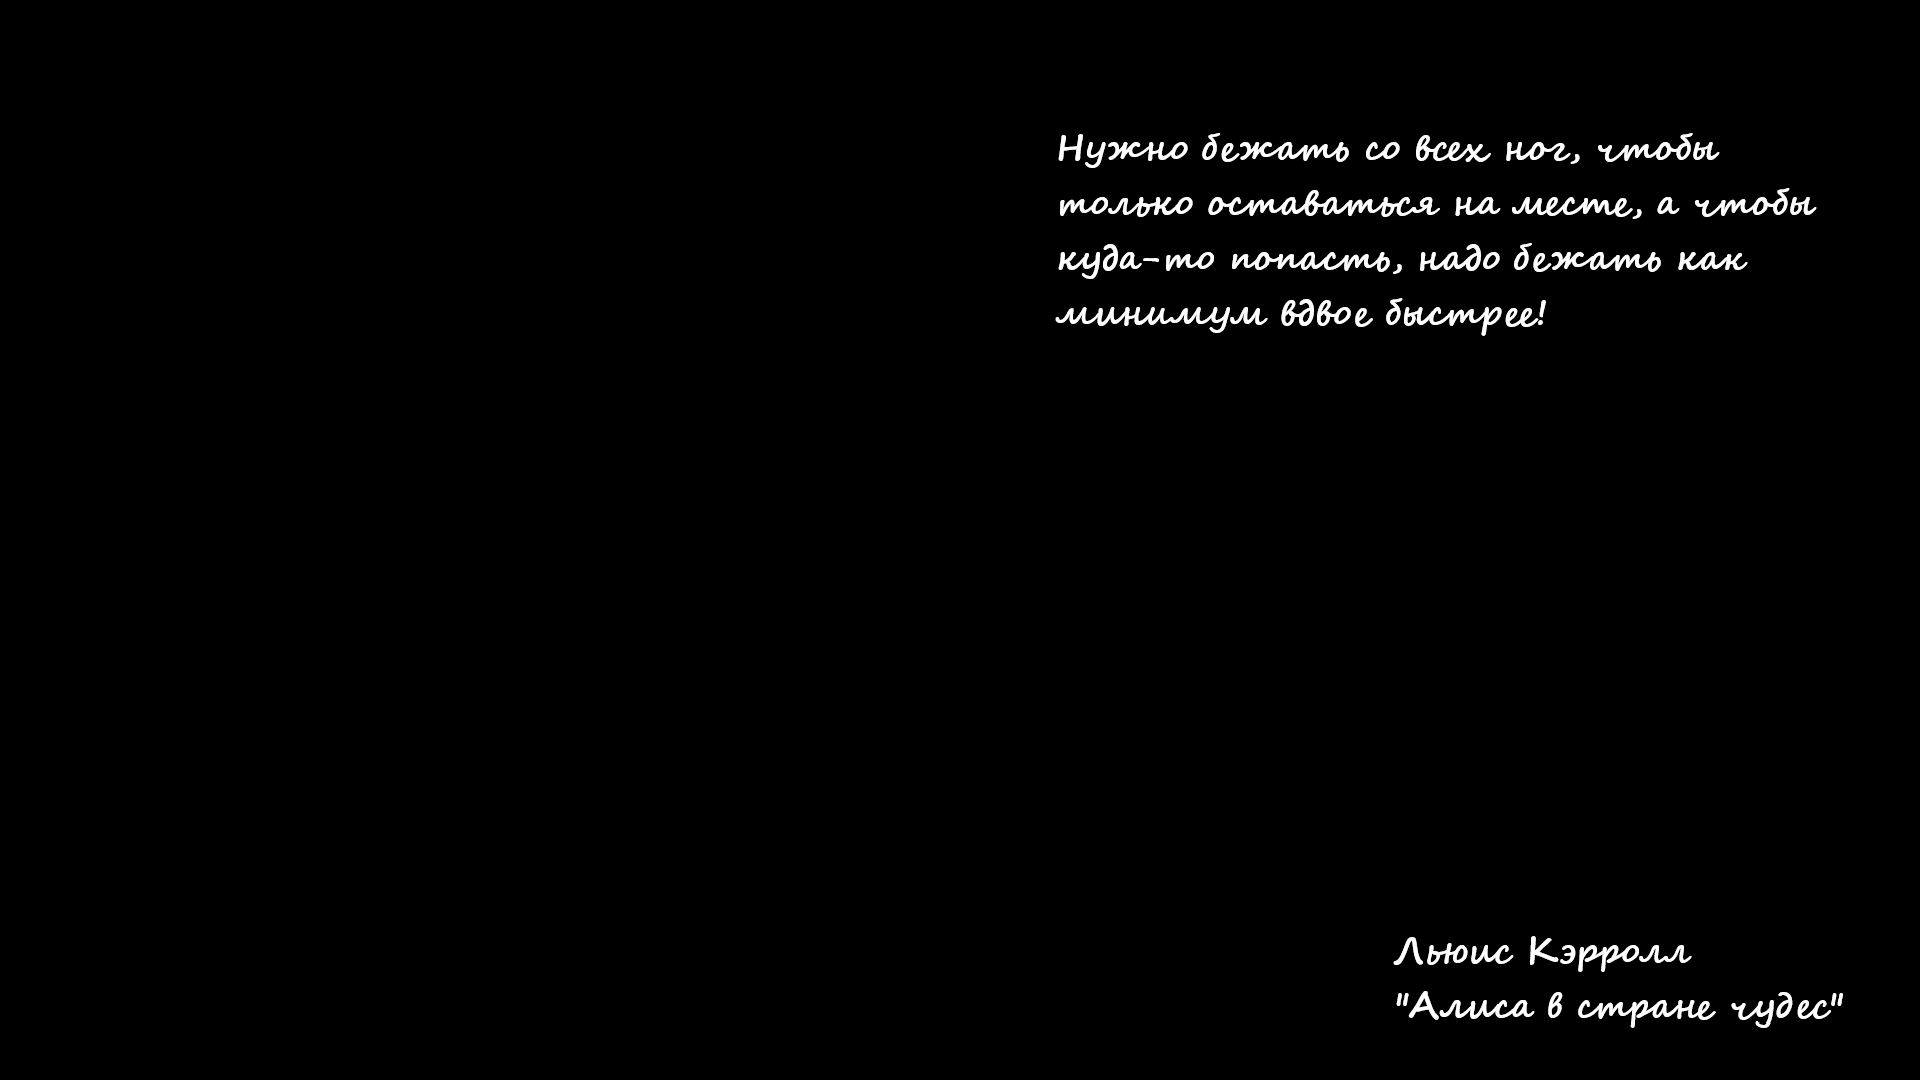 Нужно бежать со всех ног, чтобы
только оставаться на месте, а чтобы
куда-то попасть, надо бежать как
минимум вдвое быстрее!
Льюис Кэрролл
"Алиса в стране чудес"